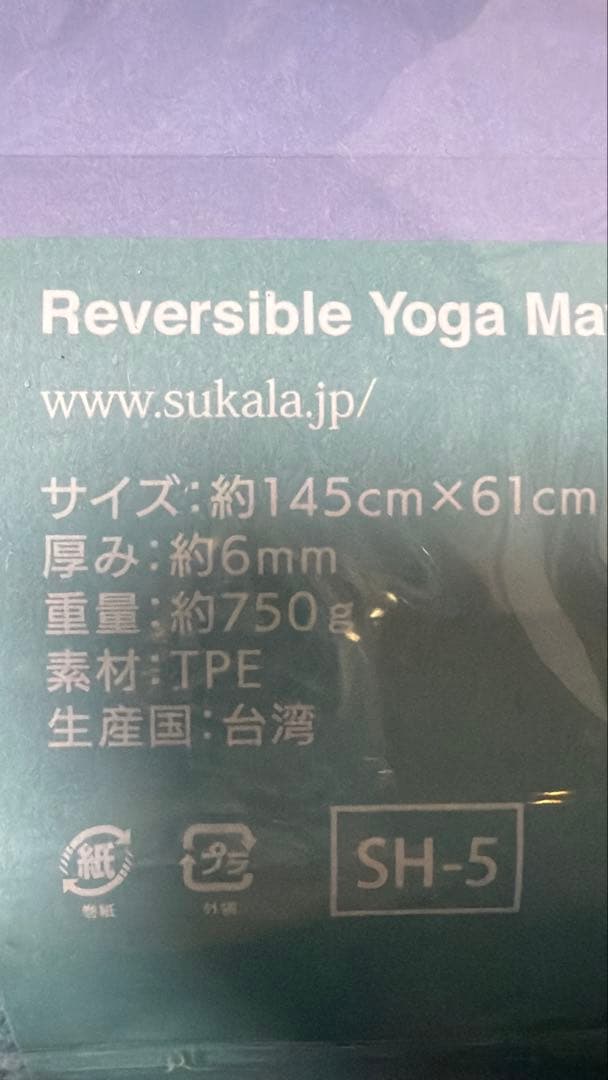 Reversible Yoga Ma
www.sukala.jp/
サイズ：約145cm×61cm
厚み：約6mm
重量：約750g
素材：TPE
生産国：台湾
紙 プラ SH-5
巻紙 外袋